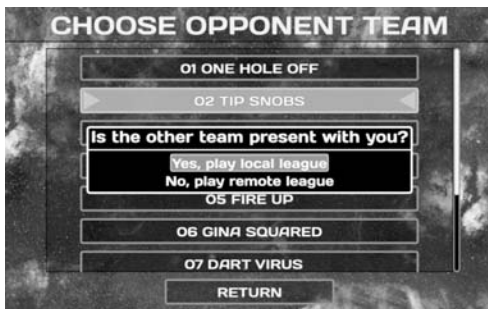 CHOOSE OPPONENT TEAM
01 ONE HOLE OFF
02 TIP SNOBS
Is the other team present with you?
Yes, play local league
No, play remote league
05 FIRE UP
06 GINA SQUARED
07 DART VIRUS
RETURN